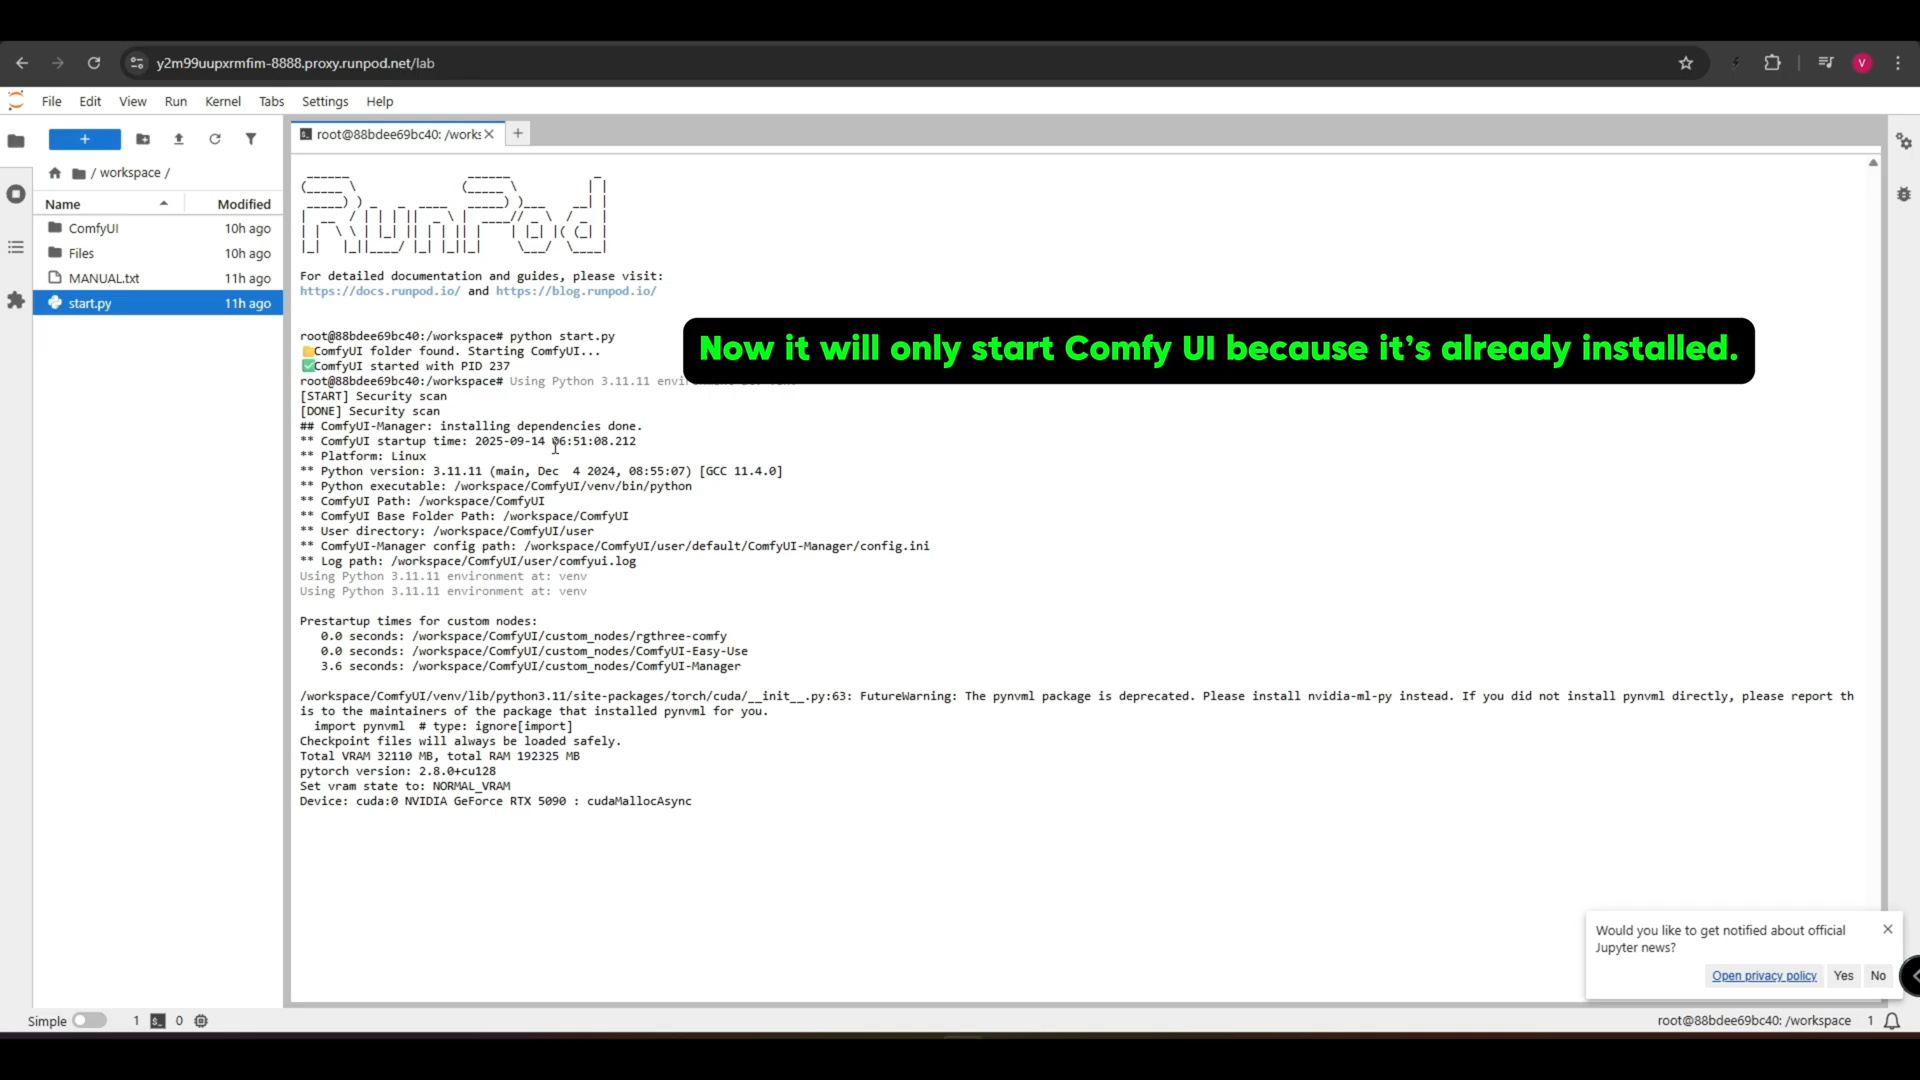 y2m99uupxrmfim-8888.proxy.runpod.net/lab
V
File Edit View Run Kernel Tabs Settings Help
+
/ workspace /
Name Modified
ComfyUI 10h ago
Files 10h ago
MANUAL.txt 11h ago
start.py 11h ago
root@88bdee69bc40: /works
RunPod
For detailed documentation and guides, please visit:
https://docs.runpod.io/ and https://blog.runpod.io/
root@88bdee69bc40:/workspace# python start.py
ComfyUI folder found. Starting ComfyUI...
ComfyUI started with PID 237
Now it will only start Comfy UI because it's already installed.
root@88bdee69bc40:/workspace# Using Python 3.11.11
[START] Security scan
[DONE] Security scan
## ComfyUI-Manager: installing dependencies done.
** ComfyUI startup time: 2025-09-14 06:51:08.212
** Platform: Linux
** Python version: 3.11.11 (main, Dec  4 2024, 08:55:07) [GCC 11.4.0]
** Python executable: /workspace/ComfyUI/venv/bin/python
** ComfyUI Path: /workspace/ComfyUI
** ComfyUI Base Folder Path: /workspace/ComfyUI
** User directory: /workspace/ComfyUI/user
** ComfyUI-Manager config path: /workspace/ComfyUI/user/default/ComfyUI-Manager/config.ini
** Log path: /workspace/ComfyUI/user/comfyui.log
Using Python 3.11.11 environment at: venv
Using Python 3.11.11 environment at: venv
Prestartup times for custom nodes:
0.0 seconds: /workspace/ComfyUI/custom_nodes/rgthree-comfy
0.0 seconds: /workspace/ComfyUI/custom_nodes/ComfyUI-Easy-Use
3.6 seconds: /workspace/ComfyUI/custom_nodes/ComfyUI-Manager
/workspace/ComfyUI/venv/lib/python3.11/site-packages/torch/cuda/__init__.py:63: FutureWarning: The pynvml package is deprecated. Please install nvidia-ml-py instead. If you did not install pynvml directly, please report th
is to the maintainers of the package that installed pynvml for you.
import pynvml  # type: ignore[import]
Checkpoint files will always be loaded safely.
Total VRAM 32110 MB, total RAM 192325 MB
pytorch version: 2.8.0+cu128
Set vram state to: NORMAL_VRAM
Device: cuda:0 NVIDIA GeForce RTX 5090 : cudaMallocAsync
Would you like to get notified about official
Jupyter news?
Open privacy policy Yes No
Simple 1 0 root@88bdee69bc40: /workspace 1